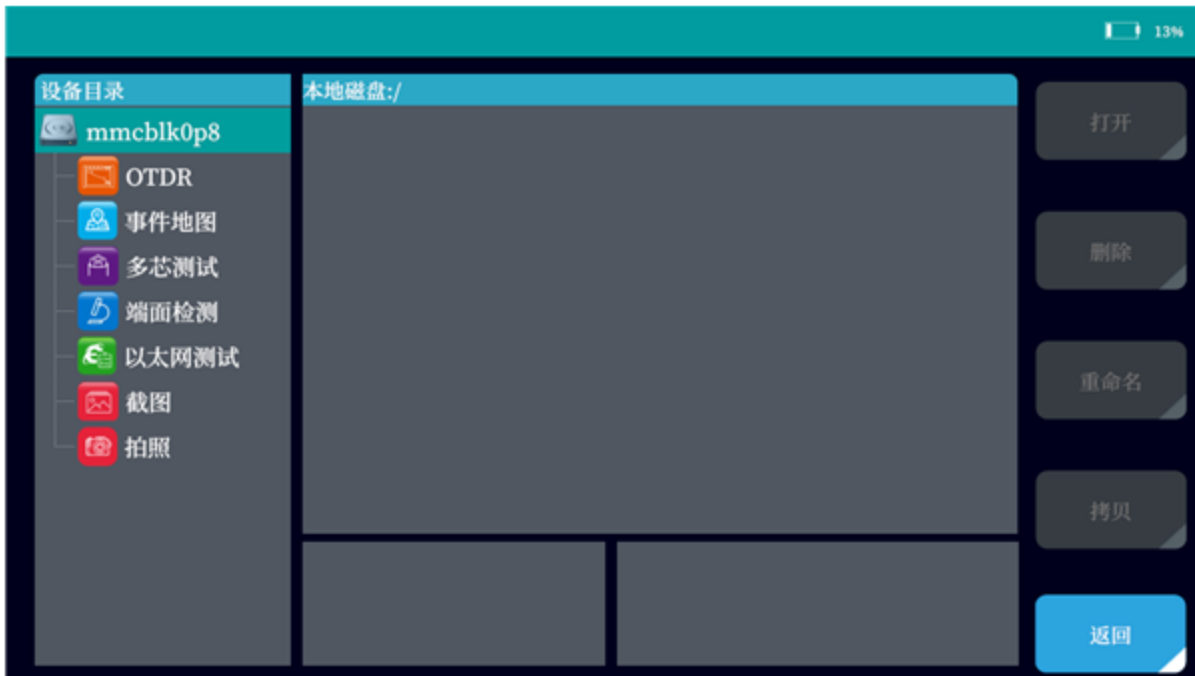 13%
设备目录
本地磁盘:/
mmcblk0p8
OTDR
事件地图
多芯测试
端面检测
以太网测试
截图
拍照
打开
删除
重命名
拷贝
返回